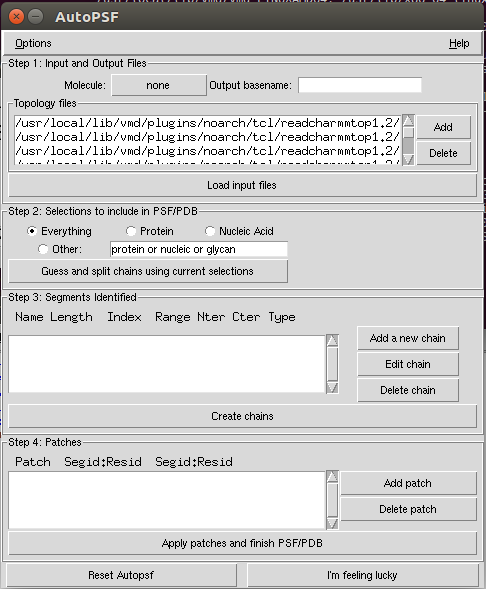 AutoPSF
Options Help
Step 1: Input and Output Files
Molecule: none Output basename:
Topology files
/usr/local/lib/vmd/plugins/noarch/tcl/readcharmmtop1.2/
/usr/local/lib/vmd/plugins/noarch/tcl/readcharmmtop1.2/
/usr/local/lib/vmd/plugins/noarch/tcl/readcharmmtop1.2/
Add
Delete
Load input files
Step 2: Selections to include in PSF/PDB
Everything Protein Nucleic Acid
Other: protein or nucleic or glycan
Guess and split chains using current selections
Step 3: Segments Identified
Name Length Index Range Nter Cter Type
Add a new chain
Edit chain
Delete chain
Create chains
Step 4: Patches
Patch Segid:Resid Segid:Resid
Add patch
Delete patch
Apply patches and finish PSF/PDB
Reset Autopsf I'm feeling lucky